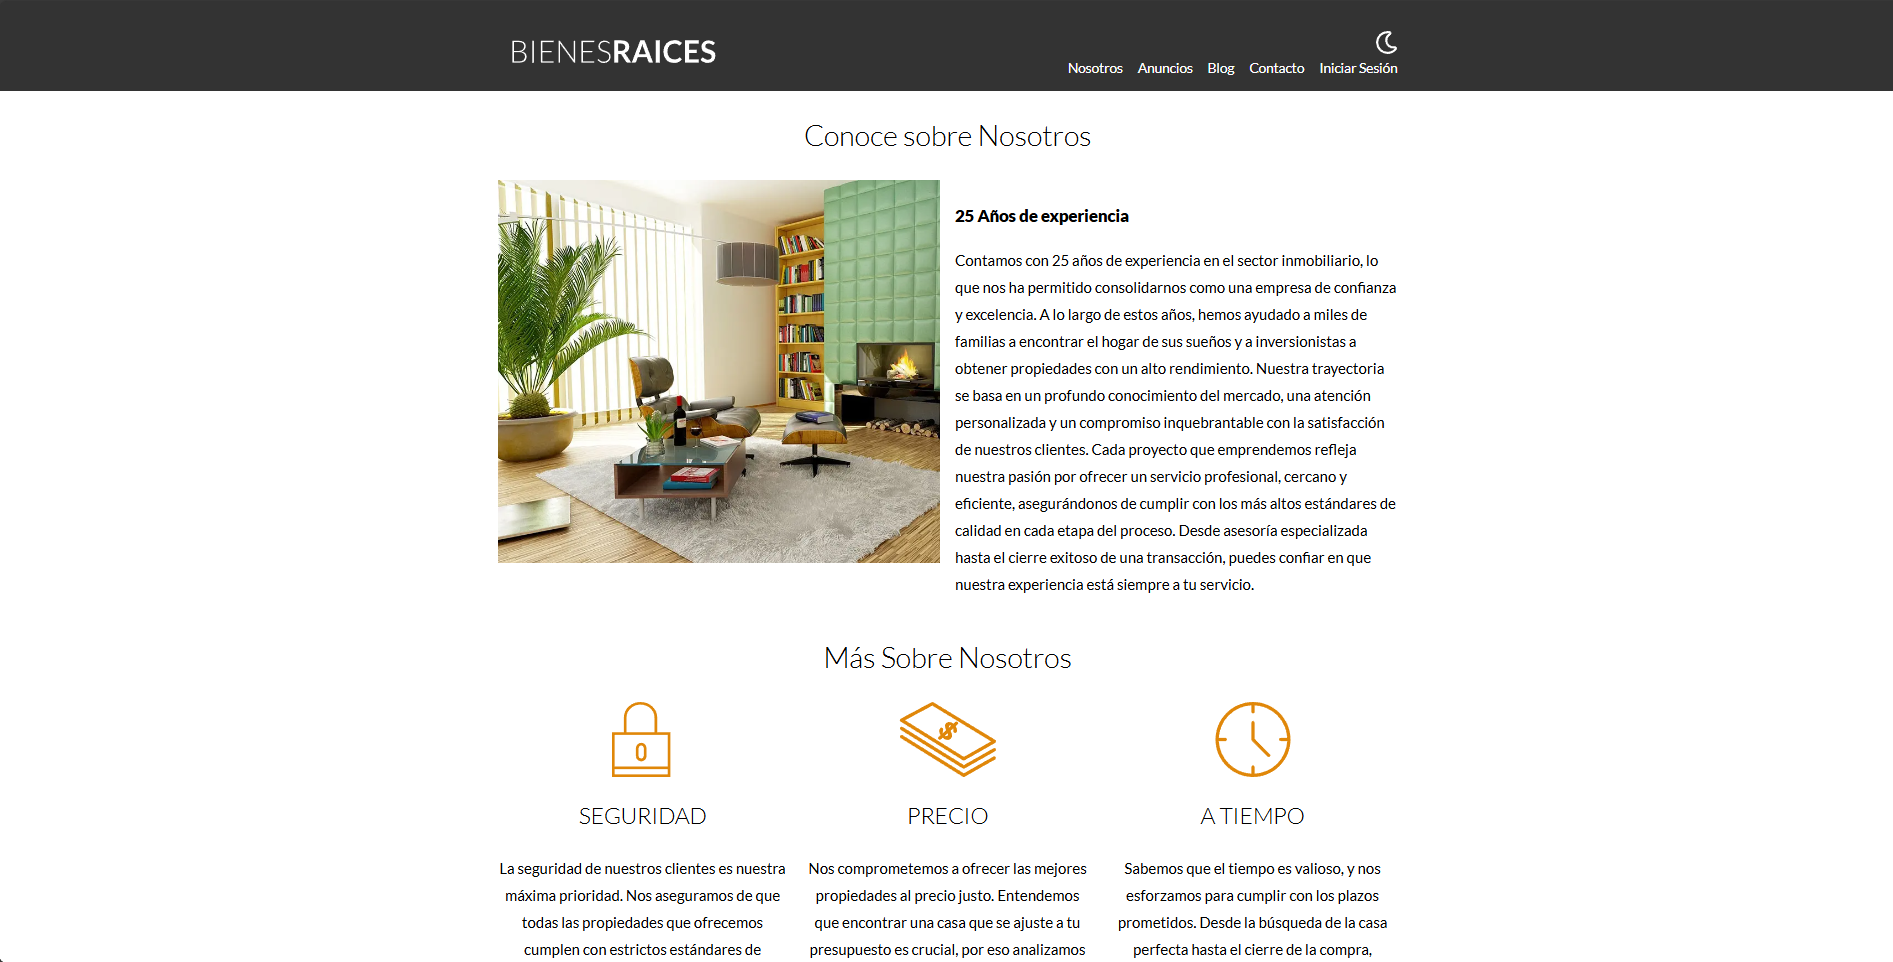 BIENESRAICES
Nosotros Anuncios Blog Contacto Iniciar Sesión
Conoce sobre Nosotros
25 Años de experiencia
Contamos con 25 años de experiencia en el sector inmobiliario, lo
que nos ha permitido consolidarnos como una empresa de confianza
y excelencia. A lo largo de estos años, hemos ayudado a miles de
familias a encontrar el hogar de sus sueños y a inversionistas a
obtener propiedades con un alto rendimiento. Nuestra trayectoria
se basa en un profundo conocimiento del mercado, una atención
personalizada y un compromiso inquebrantable con la satisfacción
de nuestros clientes. Cada proyecto que emprendemos refleja
nuestra pasión por ofrecer un servicio profesional, cercano y
eficiente, asegurándonos de cumplir con los más altos estándares de
calidad en cada etapa del proceso. Desde asesoría especializada
hasta el cierre exitoso de una transacción, puedes confiar en que
nuestra experiencia está siempre a tu servicio.
Más Sobre Nosotros
SEGURIDAD
La seguridad de nuestros clientes es nuestra
máxima prioridad. Nos aseguramos de que
todas las propiedades que ofrecemos
cumplen con estrictos estándares de
PRECIO
Nos comprometemos a ofrecer las mejores
propiedades al precio justo. Entendemos
que encontrar una casa que se ajuste a tu
presupuesto es crucial, por eso analizamos
A TIEMPO
Sabemos que el tiempo es valioso, y nos
esforzamos para cumplir con los plazos
prometidos. Desde la búsqueda de la casa
perfecta hasta el cierre de la compra,